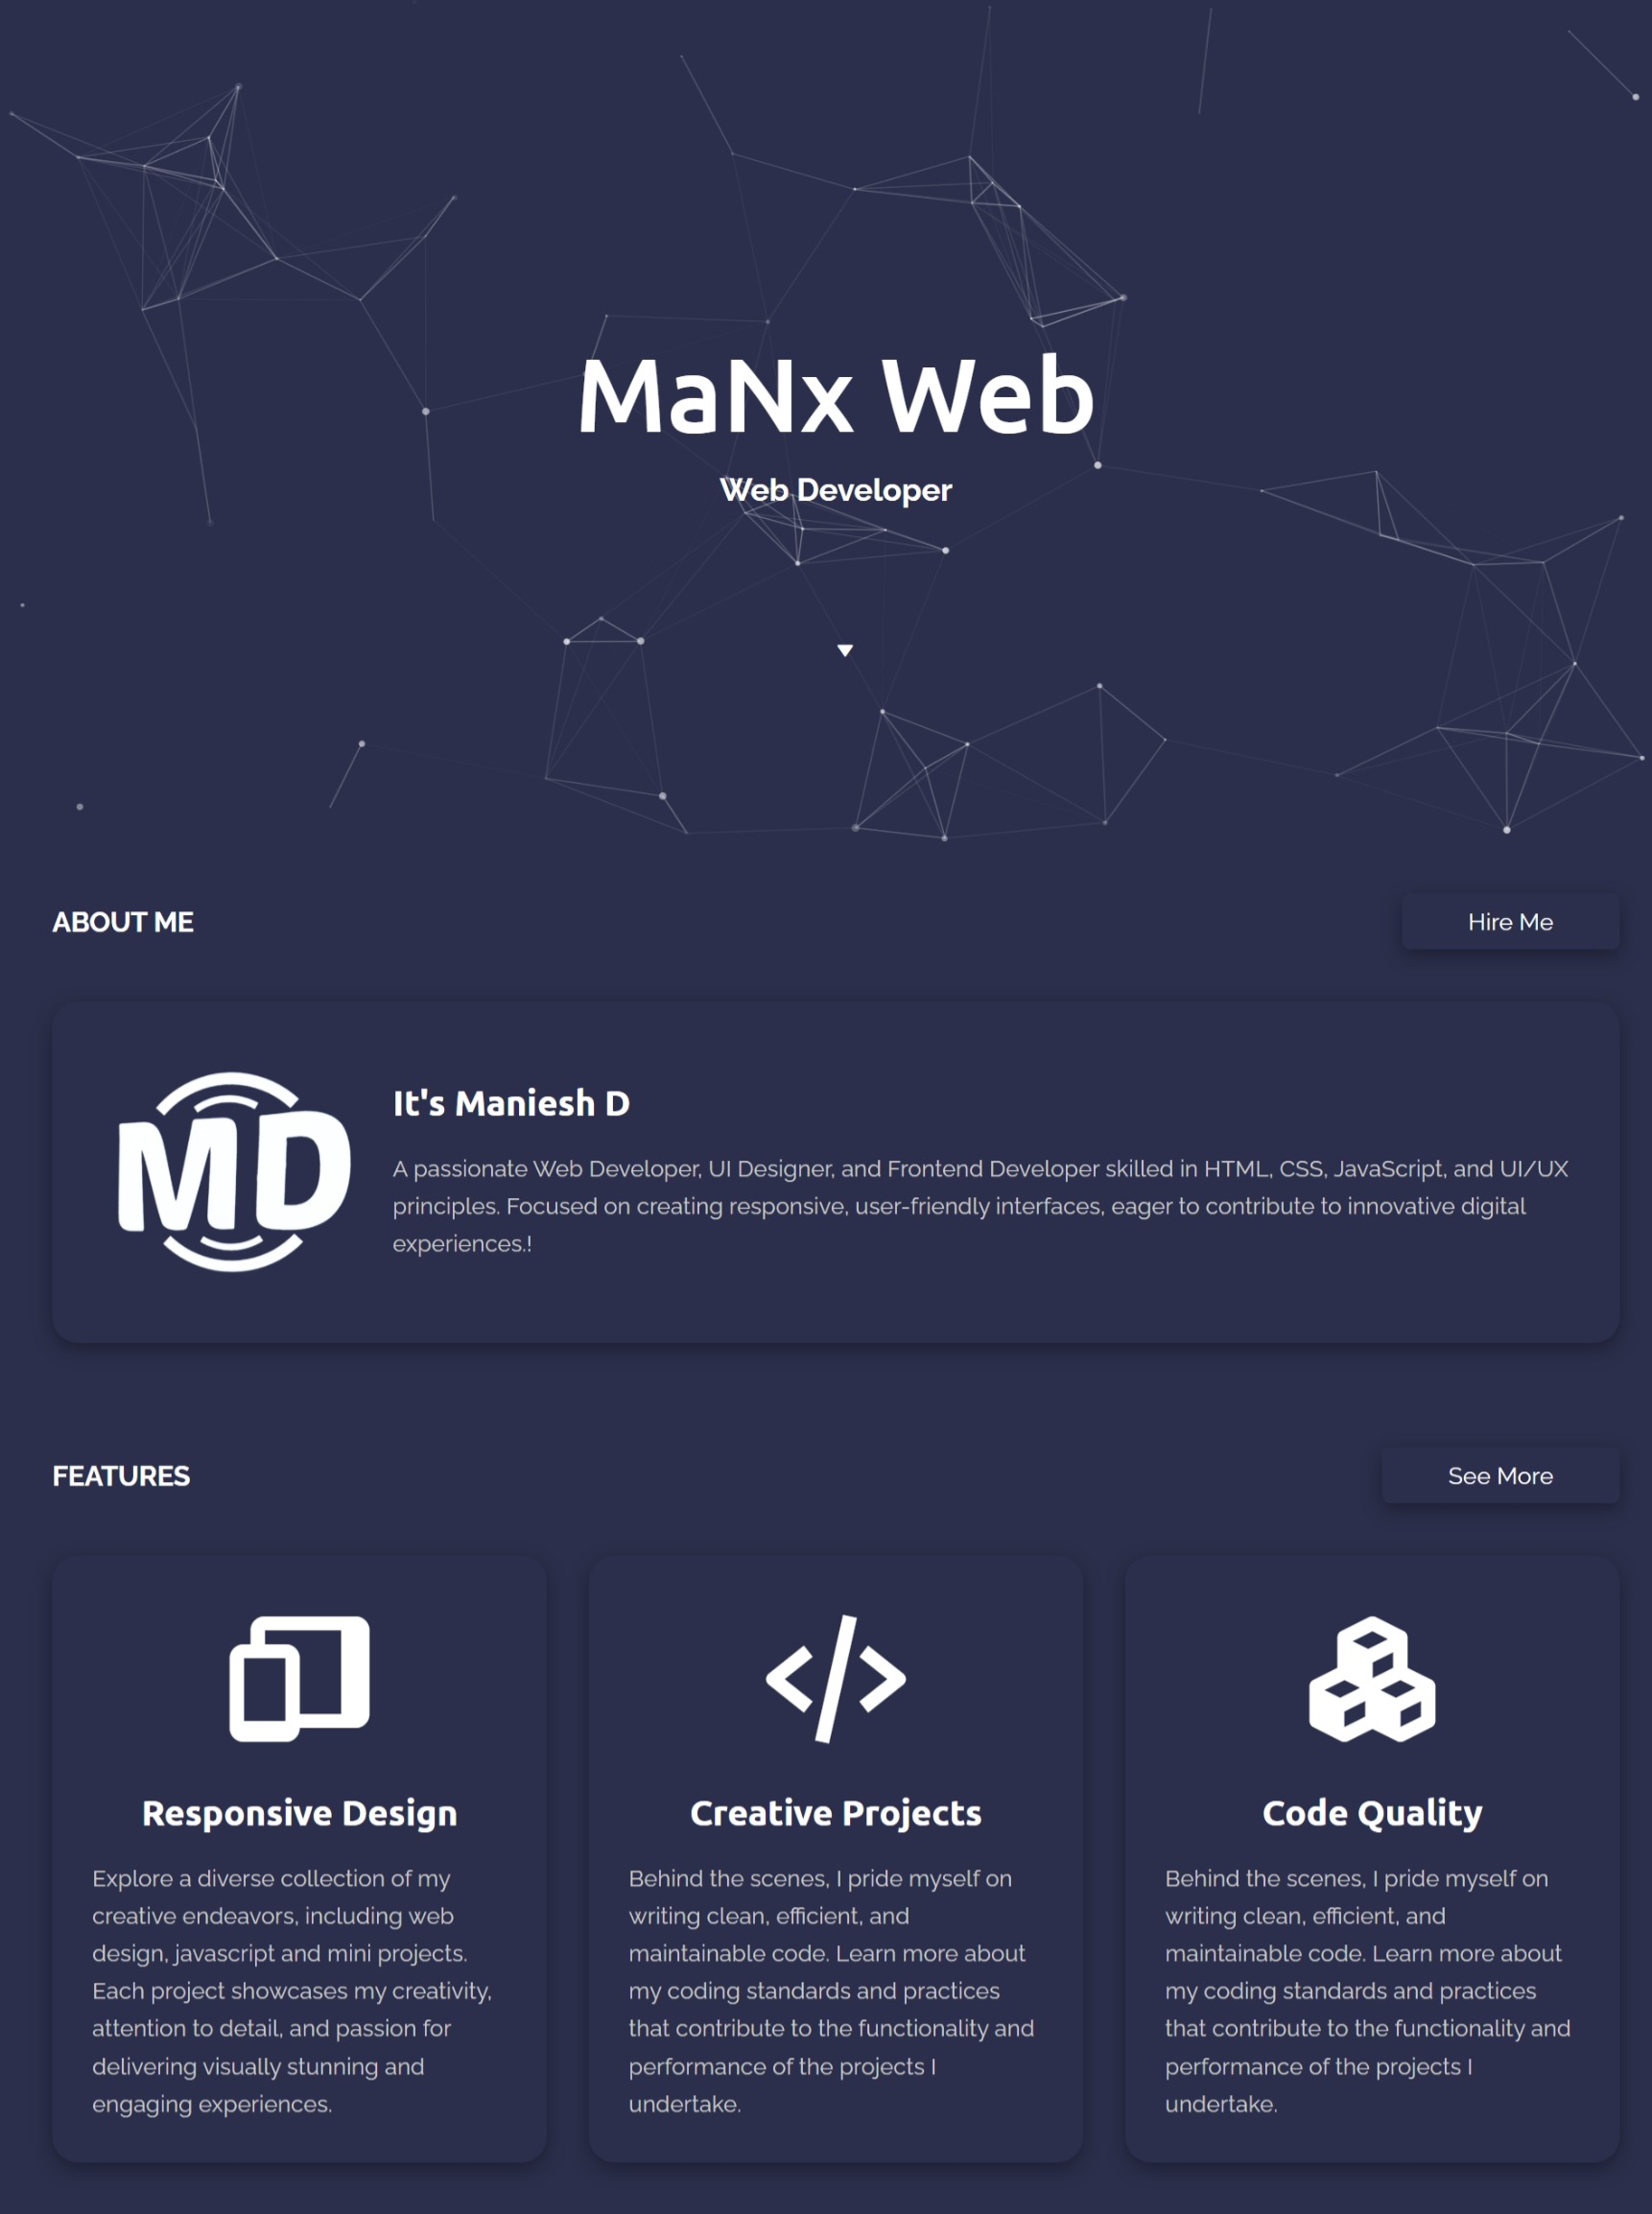 MaNx Web
Web Developer
ABOUT ME
Hire Me
MD
It's Maniesh D
A passionate Web Developer, UI Designer, and Frontend Developer skilled in HTML, CSS, JavaScript, and UI/UX
principles. Focused on creating responsive, user-friendly interfaces, eager to contribute to innovative digital
experiences.!
FEATURES
See More
Responsive Design
Explore a diverse collection of my
creative endeavors, including web
design, javascript and mini projects.
Each project showcases my creativity,
attention to detail, and passion for
delivering visually stunning and
engaging experiences.
Creative Projects
Behind the scenes, I pride myself on
writing clean, efficient, and
maintainable code. Learn more about
my coding standards and practices
that contribute to the functionality and
performance of the projects I
undertake.
Code Quality
Behind the scenes, I pride myself on
writing clean, efficient, and
maintainable code. Learn more about
my coding standards and practices
that contribute to the functionality and
performance of the projects I
undertake.